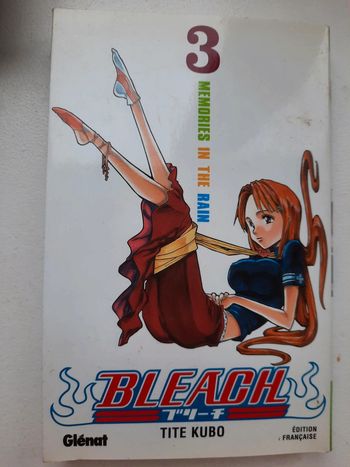 3
MEMORIES IN THE RAIN
BLEACH
ブリーチ
TITE KUBO
Glénat
ÉDITION
FRANÇAISE